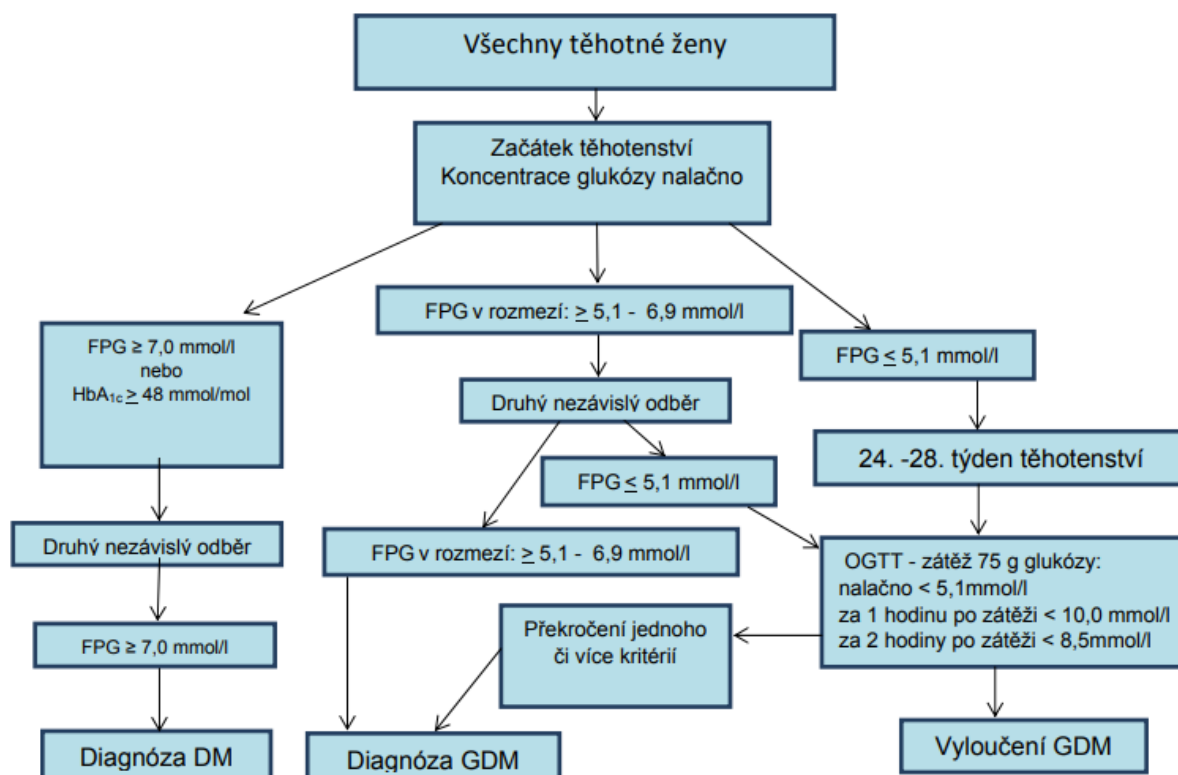 Všechny těhotné ženy
Začátek těhotenství
Koncentrace glukózy nalačno
FPG ≥ 7,0 mmol/l
nebo
HbA₁c ≥ 48 mmol/mol
FPG v rozmezí: ≥ 5,1 - 6,9 mmol/l
FPG ≤ 5,1 mmol/l
Druhý nezávislý odběr
24. -28. týden těhotenství
FPG ≤ 5,1 mmol/l
Druhý nezávislý odběr
FPG v rozmezí: ≥ 5,1 - 6,9 mmol/l
OGTT - zátěž 75 g glukózy:
nalačno < 5,1mmol/l
za 1 hodinu po zátěži < 10,0 mmol/l
za 2 hodiny po zátěži < 8,5mmol/l
FPG ≥ 7,0 mmol/l
Překročení jednoho
či více kritérií
Diagnóza DM
Diagnóza GDM
Vyloučení GDM